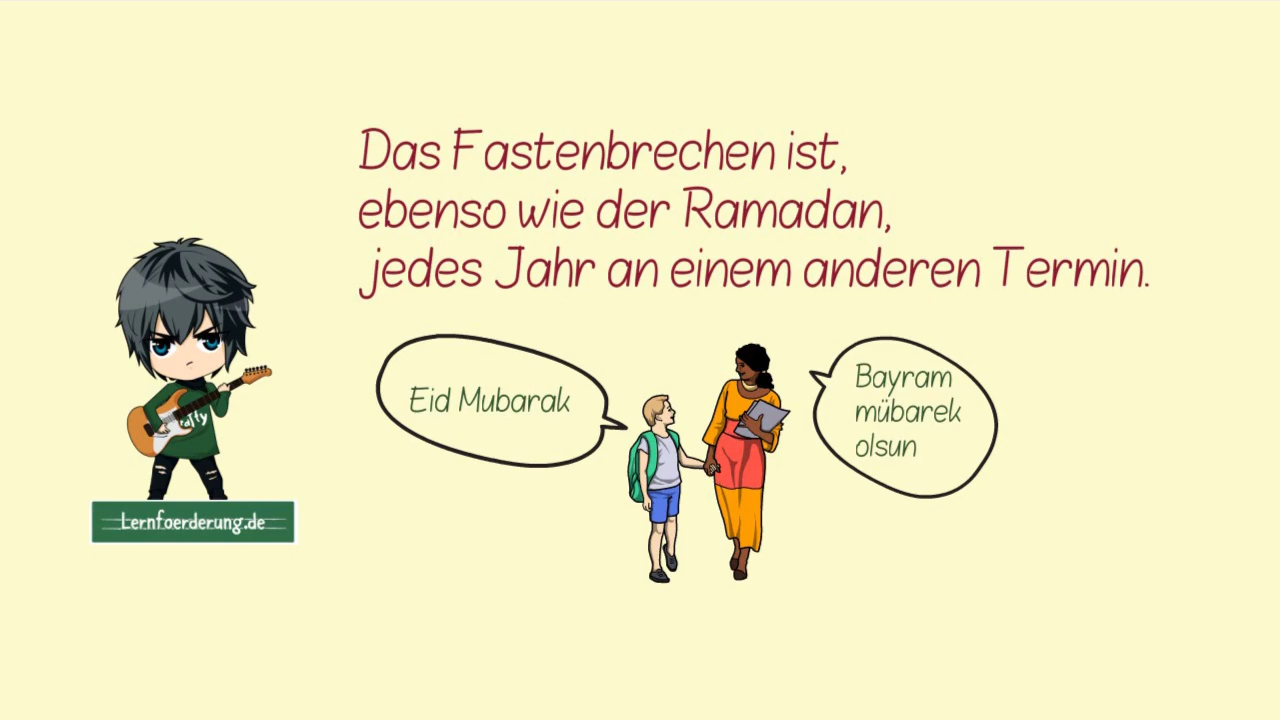 Das Fastenbrechen ist,
ebenso wie der Ramadan,
jedes Jahr an einem anderen Termin.
Eid Mubarak
Bayram
mübarek
olsun
Lernfoerderung.de